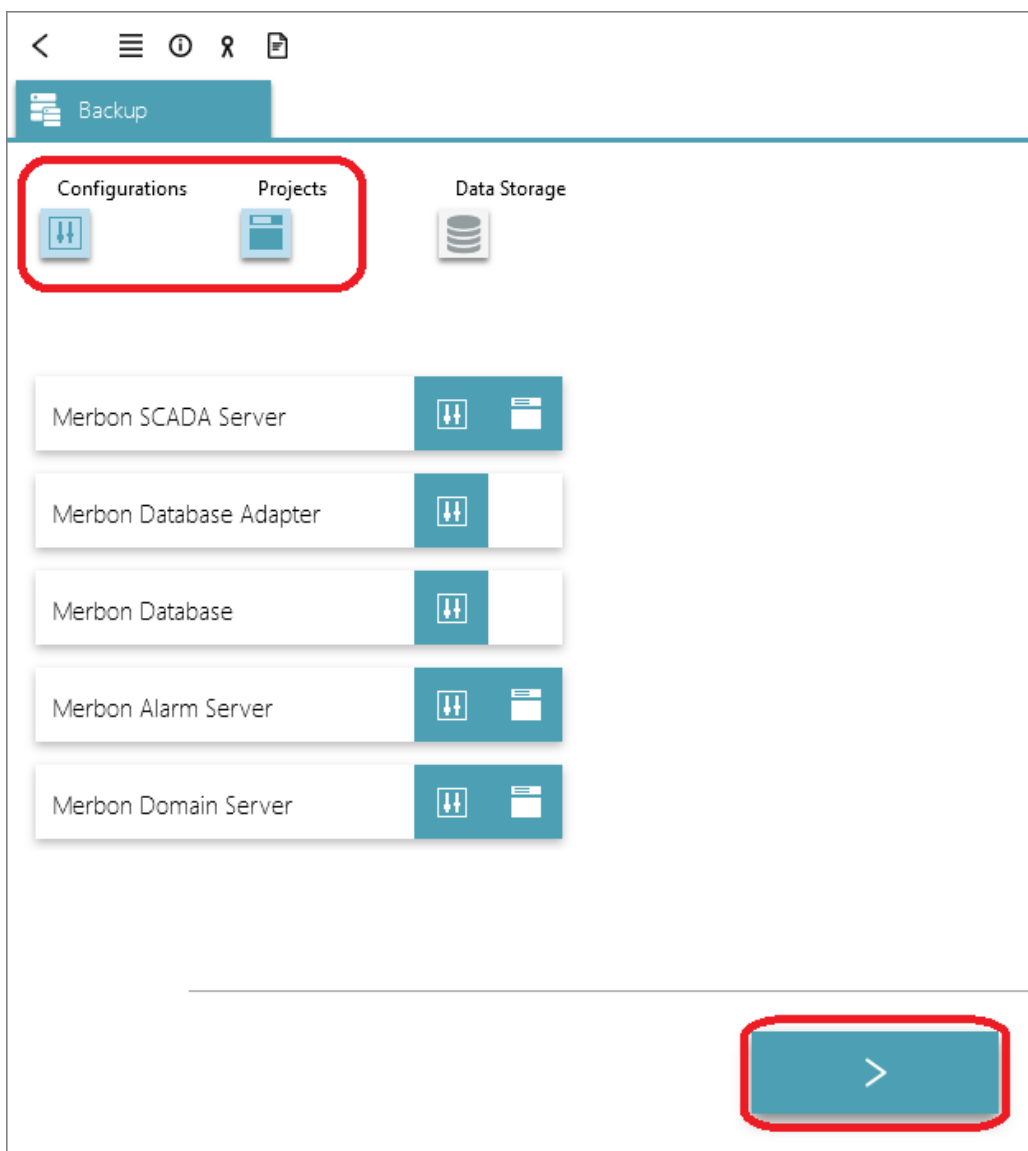 Backup
Configurations Projects Data Storage
Merbon SCADA Server
Merbon Database Adapter
Merbon Database
Merbon Alarm Server
Merbon Domain Server